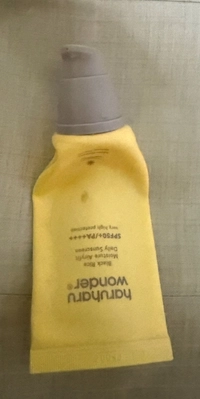 haruharu
wonder®
Black Rice
Moisture Airyfit
Daily Sunscreen
SPF50+/PA++++
very high protection